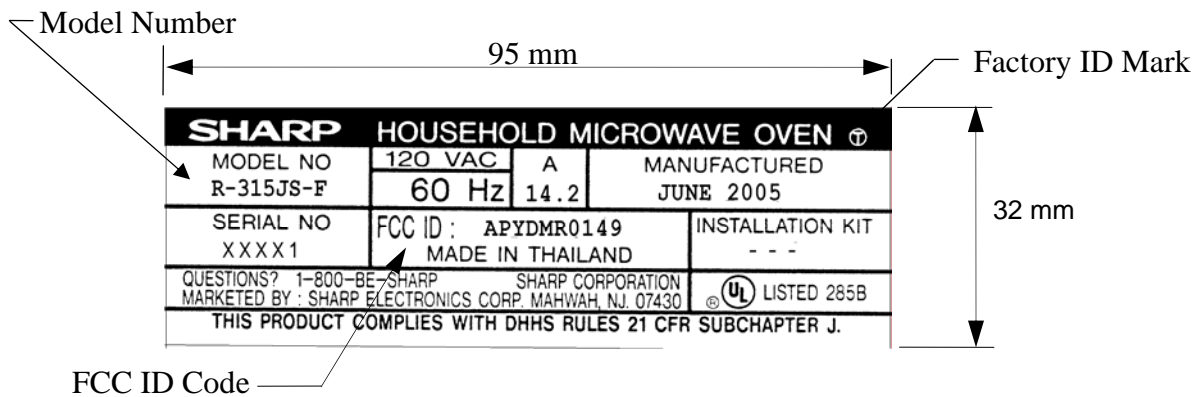 Model Number
95 mm
Factory ID Mark
SHARP HOUSEHOLD MICROWAVE OVEN Ⓣ
MODEL NO 120 VAC A MANUFACTURED
R-315JS-F 60 Hz 14.2 JUNE 2005
32 mm
SERIAL NO FCC ID : APYDMR0149 INSTALLATION KIT
XXXX1 MADE IN THAILAND - - -
QUESTIONS? 1-800-BE-SHARP SHARP CORPORATION
MARKETED BY : SHARP ELECTRONICS CORP. MAHWAH, NJ. 07430
® UL LISTED 285B
THIS PRODUCT COMPLIES WITH DHHS RULES 21 CFR SUBCHAPTER J.
FCC ID Code